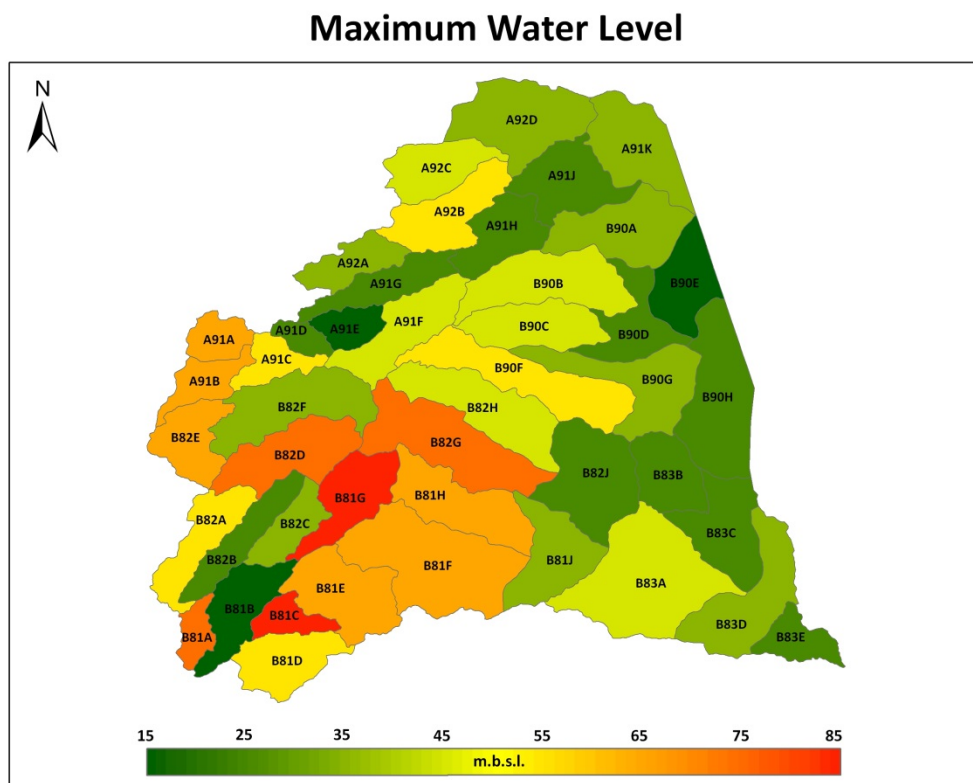 Maximum Water Level
N
A92D
A91K
A92C
A91J
A92B
A91H
B90A
A92A
A91G
B90B
B90E
A91D
A91E
A91F
B90C
B90D
A91A
A91C
B90F
A91B
B90G
B90H
B82F
B82H
B82E
B82G
B82D
B82J
B83B
B81G
B81H
B82A
B82C
B83C
B82B
B81J
B81F
B81E
B83A
B81B
B81C
B81A
B83D
B83E
B81D
15 25 35 45 55 65 75 85
m.b.s.l.